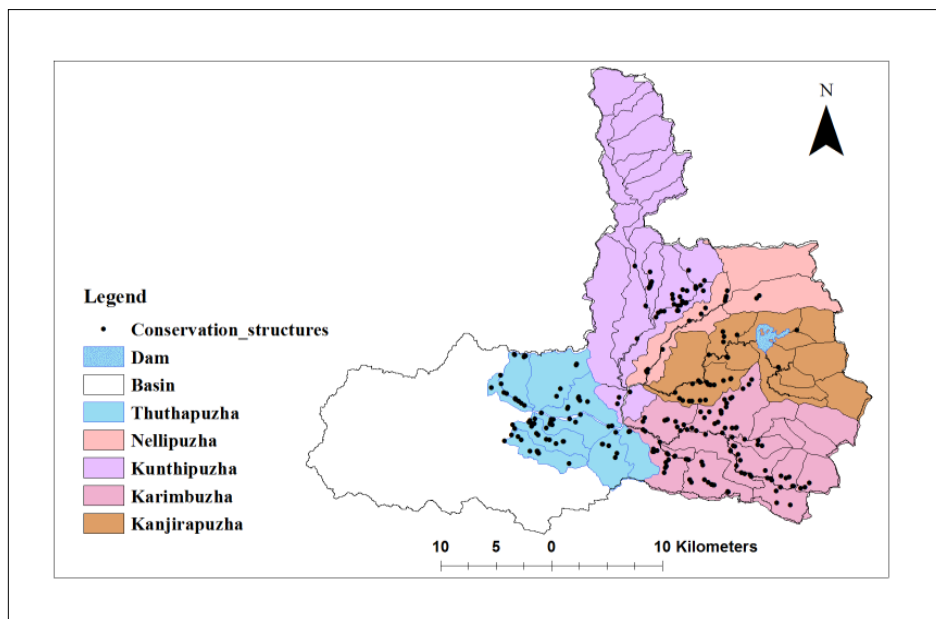 N
Legend
Conservation_structures
Dam
Basin
Thuthapuzha
Nellipuzha
Kunthipuzha
Karimbuzha
Kanjirapuzha
10 5 0 10 Kilometers